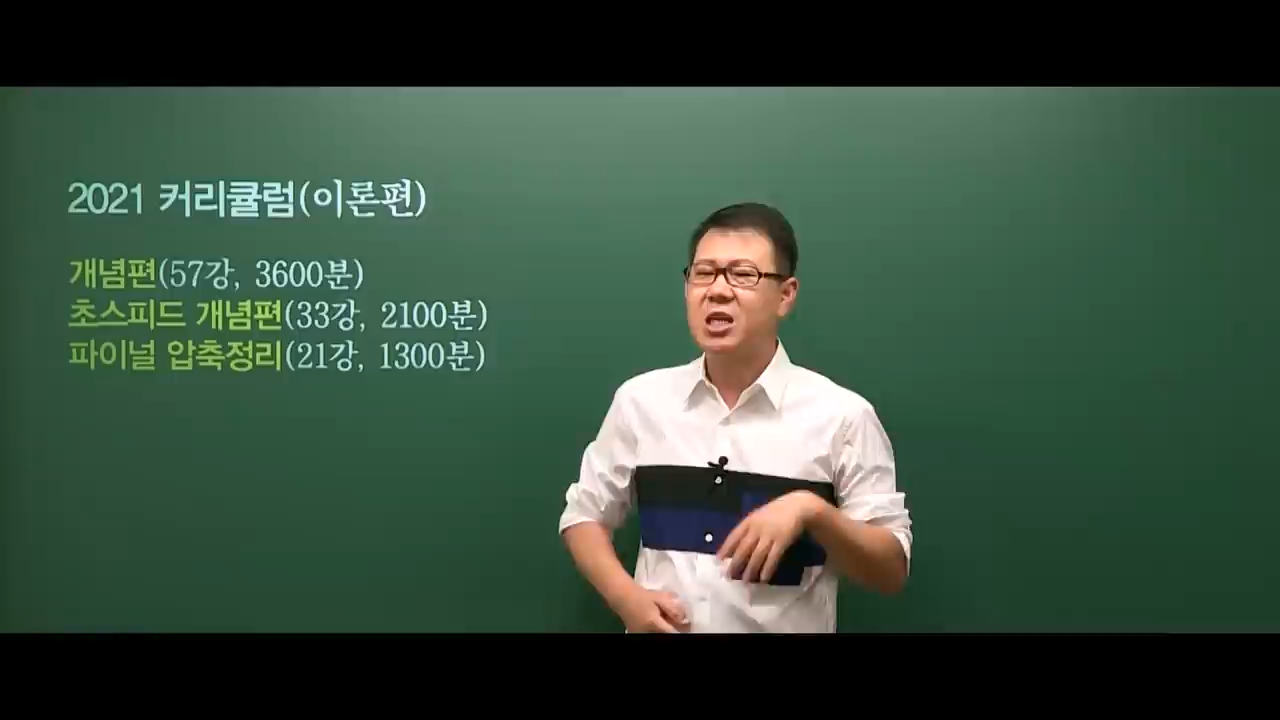 2021 커리큘럼(이론편)
개념편(57강, 3600분)
초스피드 개념편(33강, 2100분)
파이널 압축정리(21강, 1300분)